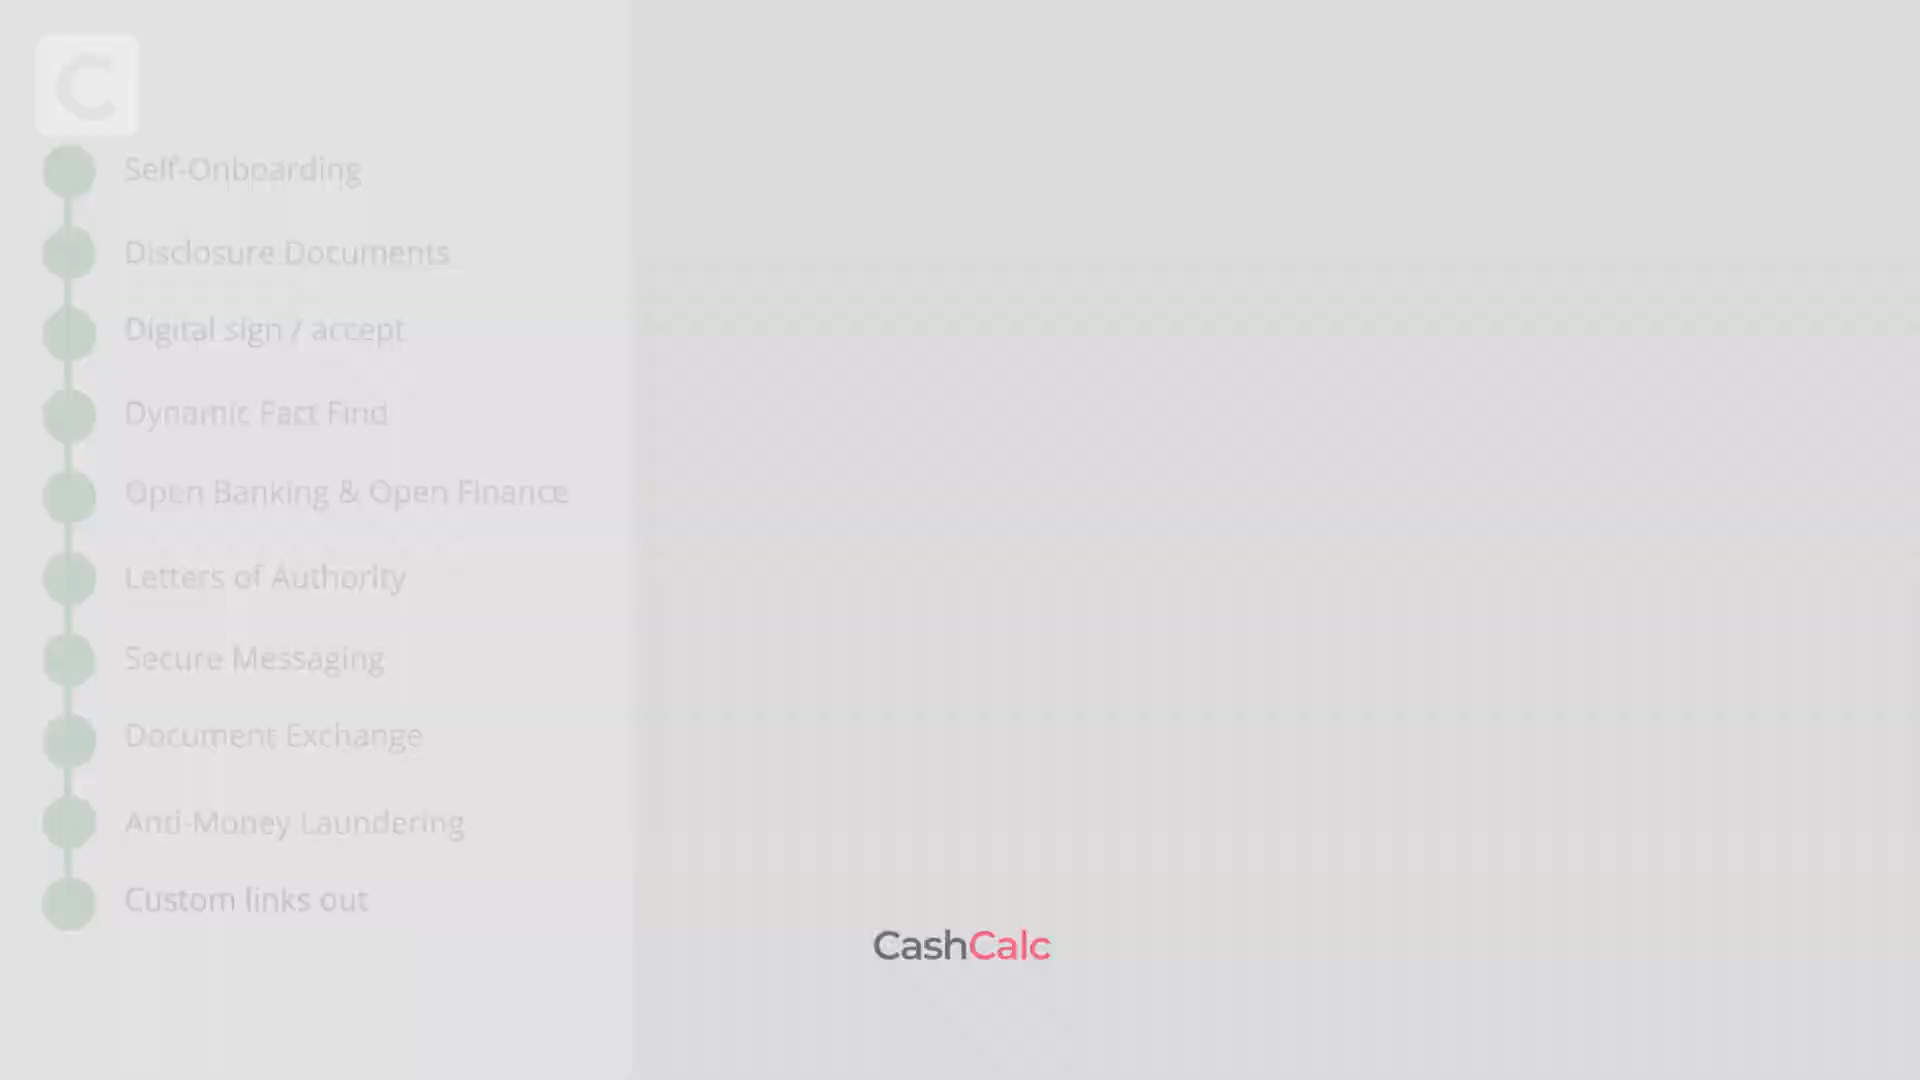 C
Self-Onboarding
Disclosure Documents
Digital sign / accept
Dynamic Fact Find
Open Banking & Open Finance
Letters of Authority
Secure Messaging
Document Exchange
Anti-Money Laundering
Custom links out
CashCalc